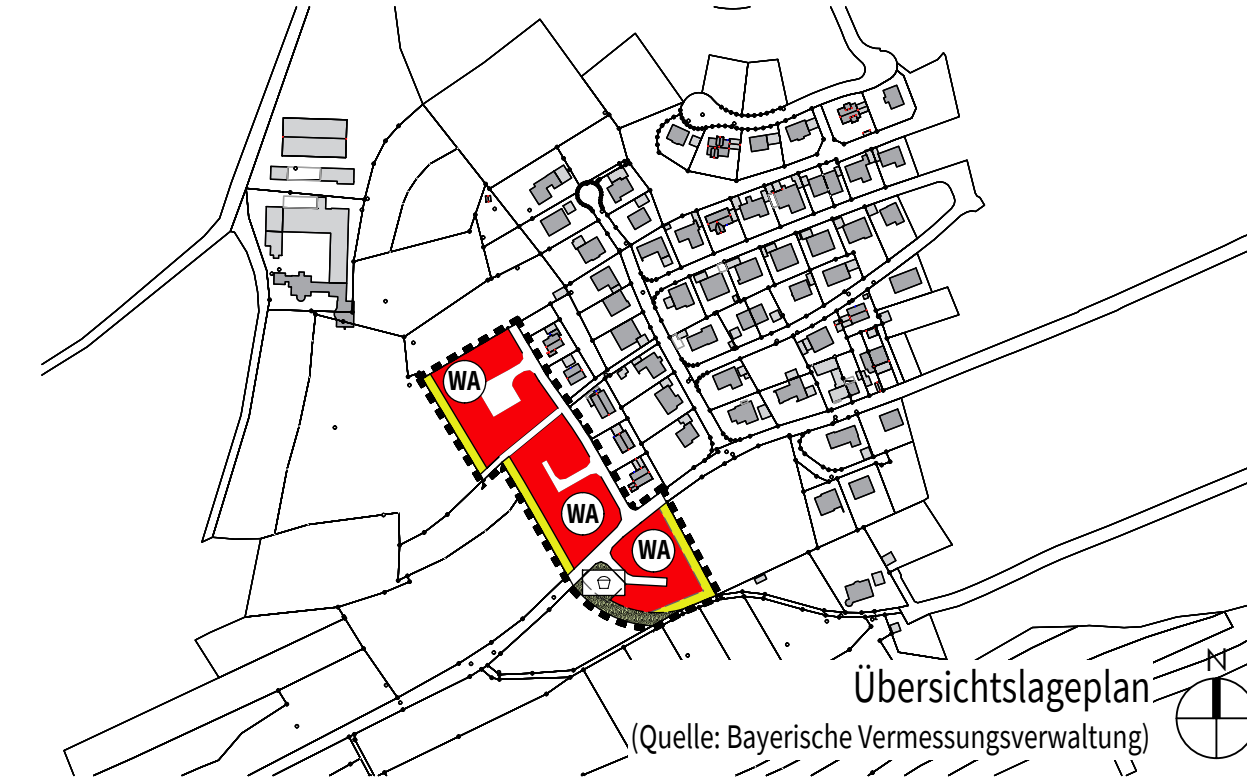 WA
WA
WA
Übersichtslageplan
N
(Quelle: Bayerische Vermessungsverwaltung)